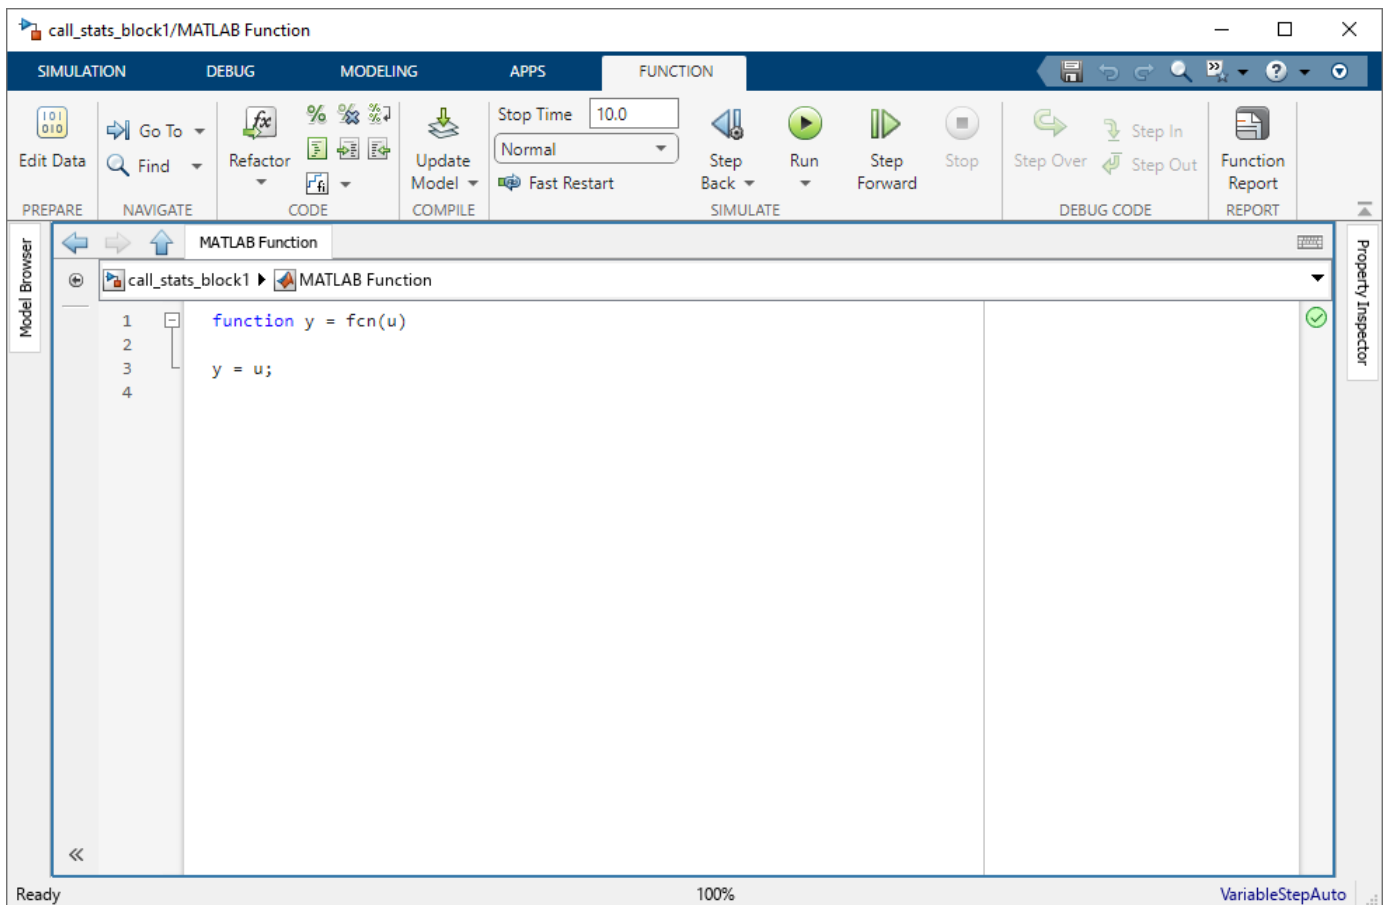 call_stats_block1/MATLAB Function
SIMULATION DEBUG MODELING APPS FUNCTION
Edit Data
PREPARE
Go To
Find
NAVIGATE
Refactor
CODE
Update
Model
COMPILE
Stop Time 10.0
Normal
Fast Restart
Step
Back
Run
Step
Forward
Stop
SIMULATE
Step Over
Step In
Step Out
DEBUG CODE
Function
Report
REPORT
Model Browser
MATLAB Function
call_stats_block1 MATLAB Function
1 function y = fcn(u)
2
3 y = u;
4
Property Inspector
Ready 100% VariableStepAuto